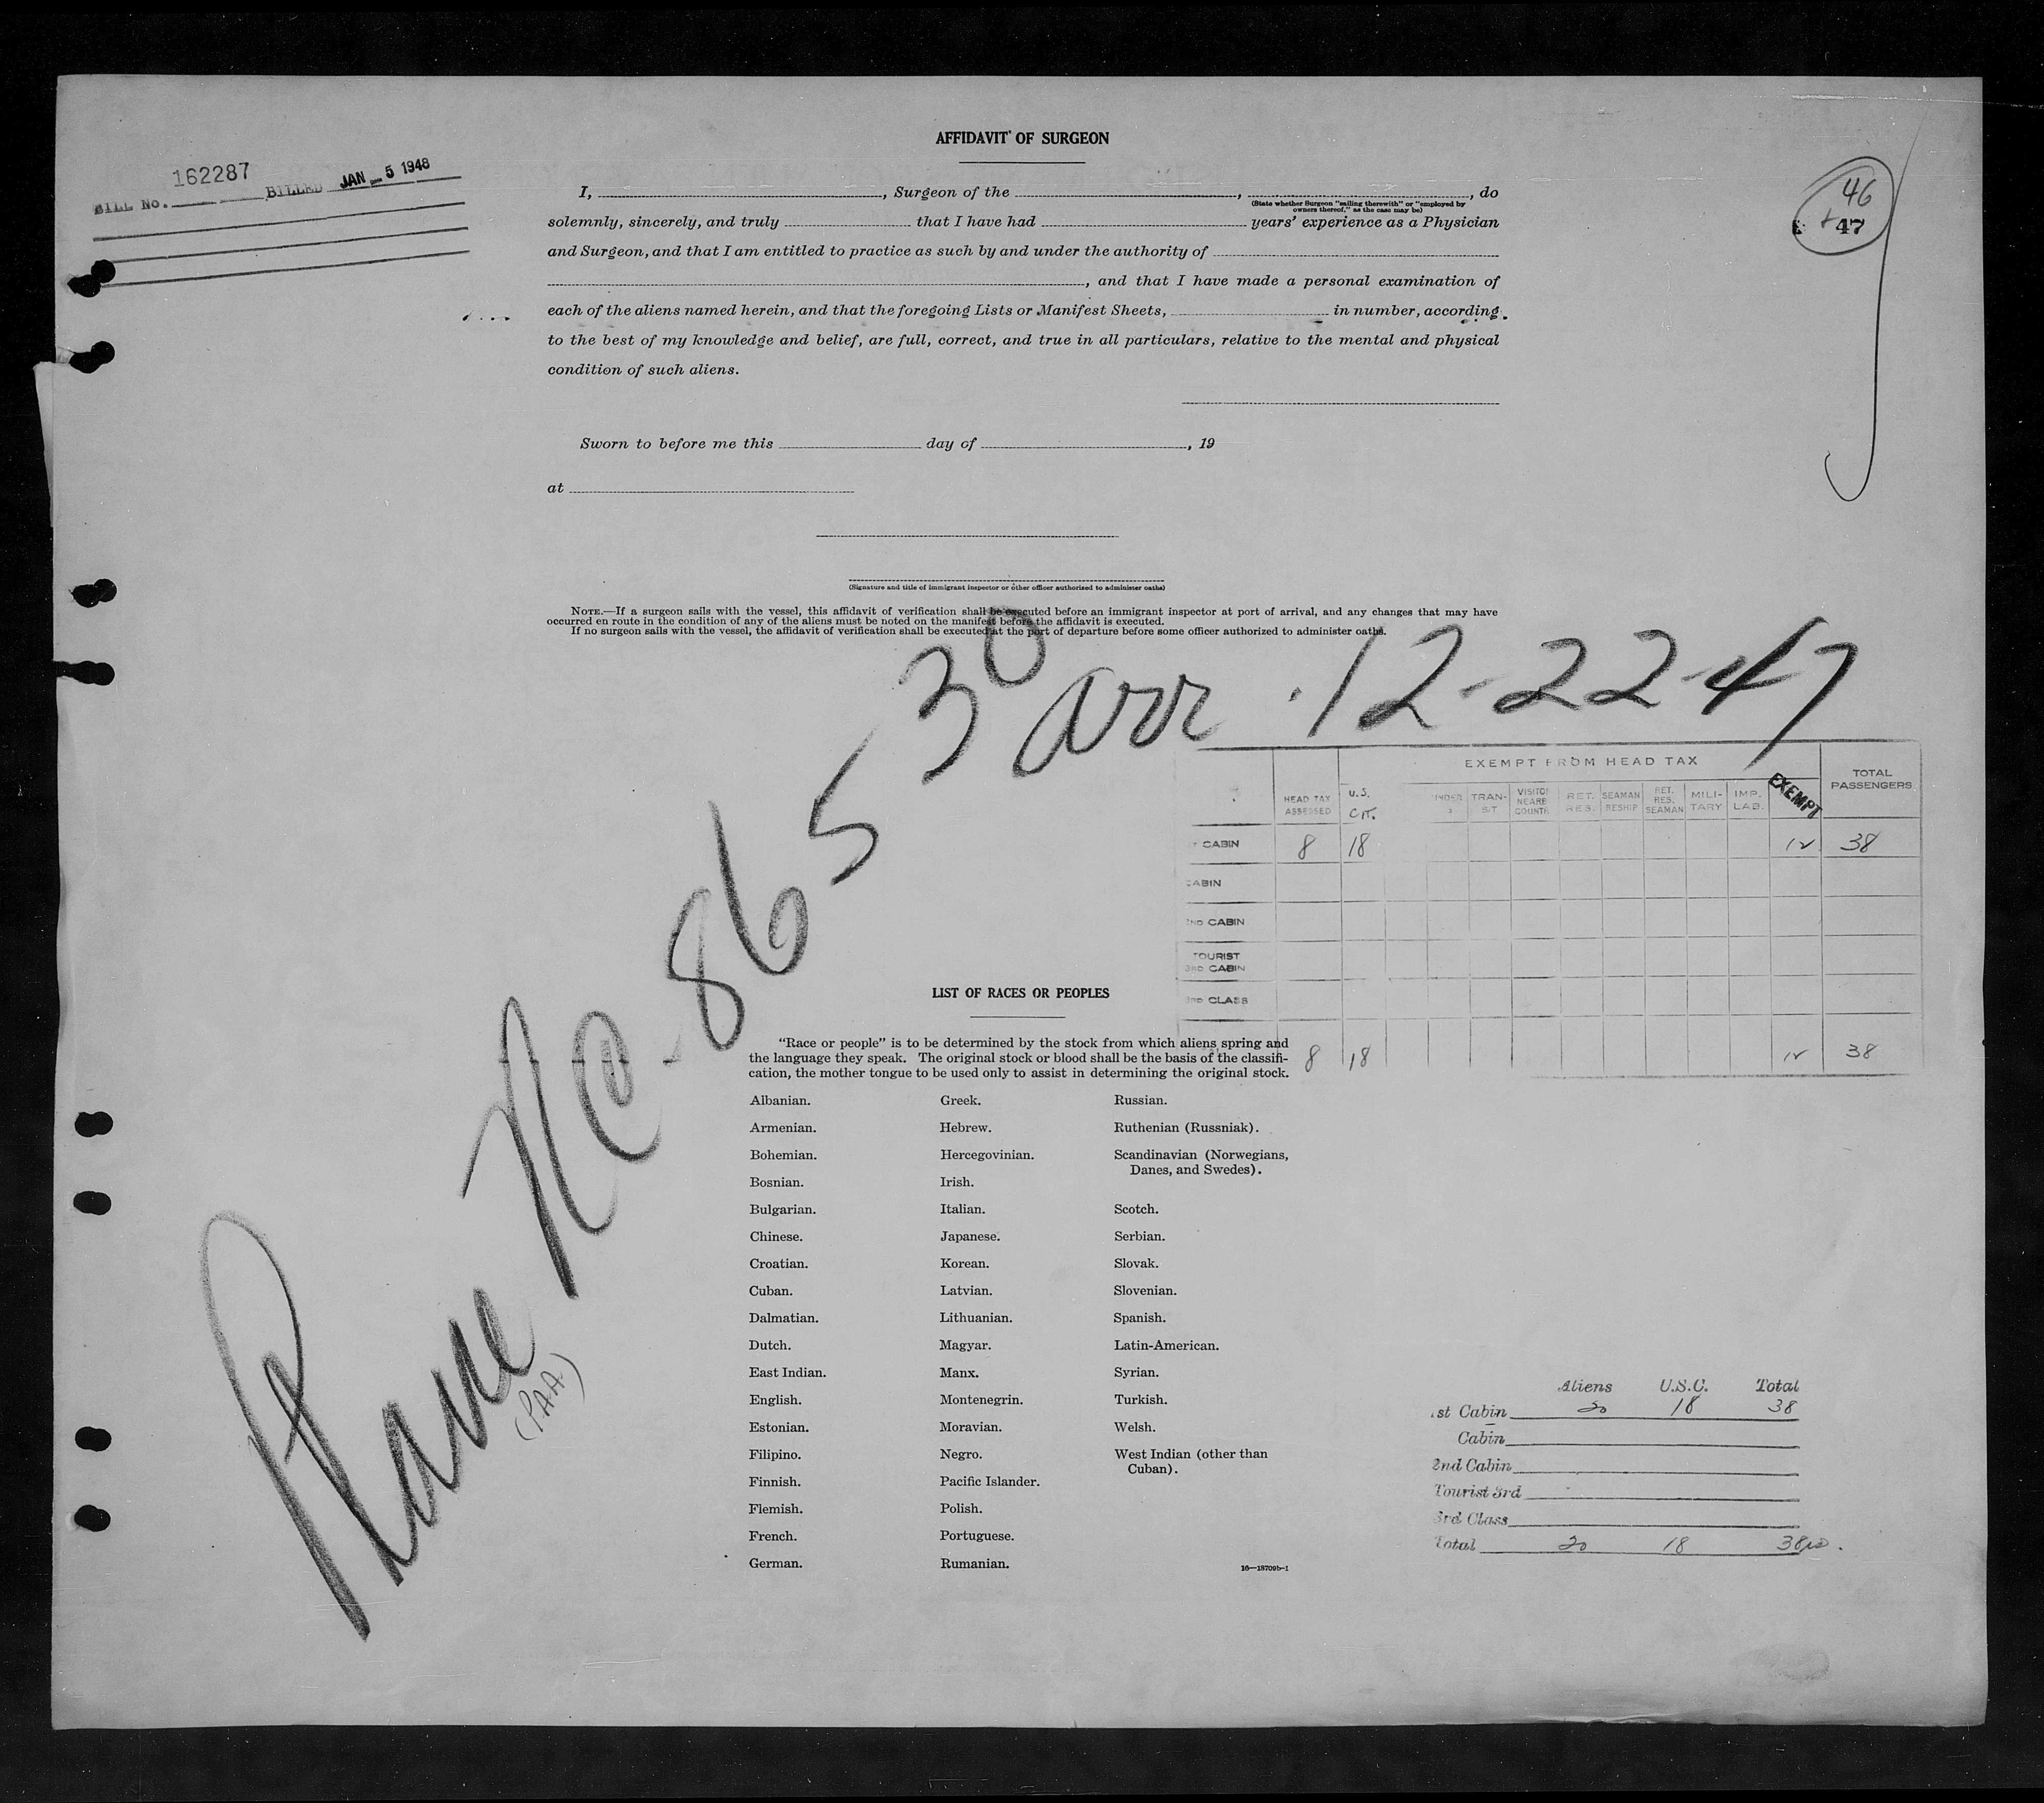 AFFIDAVIT OF SURGEON
162287
BILL No. BILLED JAN 5 1948
46
47
I, , Surgeon of the , , do
(State whether Surgeon "sailing therewith" or "employed by
owners thereof," as the case may be)
solemnly, sincerely, and truly that I have had years' experience as a Physician
and Surgeon, and that I am entitled to practice as such by and under the authority of
, and that I have made a personal examination of
each of the aliens named herein, and that the foregoing Lists or Manifest Sheets, in number, according
to the best of my knowledge and belief, are full, correct, and true in all particulars, relative to the mental and physical
condition of such aliens.
Sworn to before me this day of , 19
at
(Signature and title of immigrant inspector or other officer authorized to administer oaths)
NOTE.—If a surgeon sails with the vessel, this affidavit of verification shall be executed before an immigrant inspector at port of arrival, and any changes that may have
occurred en route in the condition of any of the aliens must be noted on the manifest before the affidavit is executed.
If no surgeon sails with the vessel, the affidavit of verification shall be executed at the port of departure before some officer authorized to administer oaths.
Plane NC-86530 arr 12-22-47
(PAA)
EXEMPT FROM HEAD TAX
HEAD TAX ASSESSED U.S. CIT. UNDER TRAN-SIT VISITOR NEARB COUNTR RET. RES. SEAMAN RESHIP RET. RES. SEAMAN MILI-TARY IMP. LAB. EXEMPT TOTAL PASSENGERS
CABIN 8 18 12 38
CABIN
2ND CABIN
TOURIST
3RD CABIN
3RD CLASS
8 18 12 38
LIST OF RACES OR PEOPLES
"Race or people" is to be determined by the stock from which aliens spring and
the language they speak. The original stock or blood shall be the basis of the classifi-
cation, the mother tongue to be used only to assist in determining the original stock.
Albanian.
Armenian.
Bohemian.
Bosnian.
Bulgarian.
Chinese.
Croatian.
Cuban.
Dalmatian.
Dutch.
East Indian.
English.
Estonian.
Filipino.
Finnish.
Flemish.
French.
German.
Greek.
Hebrew.
Hercegovinian.
Irish.
Italian.
Japanese.
Korean.
Latvian.
Lithuanian.
Magyar.
Manx.
Montenegrin.
Moravian.
Negro.
Pacific Islander.
Polish.
Portuguese.
Rumanian.
Russian.
Ruthenian (Russniak).
Scandinavian (Norwegians,
Danes, and Swedes).
Scotch.
Serbian.
Slovak.
Slovenian.
Spanish.
Latin-American.
Syrian.
Turkish.
Welsh.
West Indian (other than
Cuban).
16—18709b-1
Aliens U.S.C. Total
1st Cabin 20 18 38
Cabin
2nd Cabin
Tourist 3rd
3rd Class
Total 20 18 38